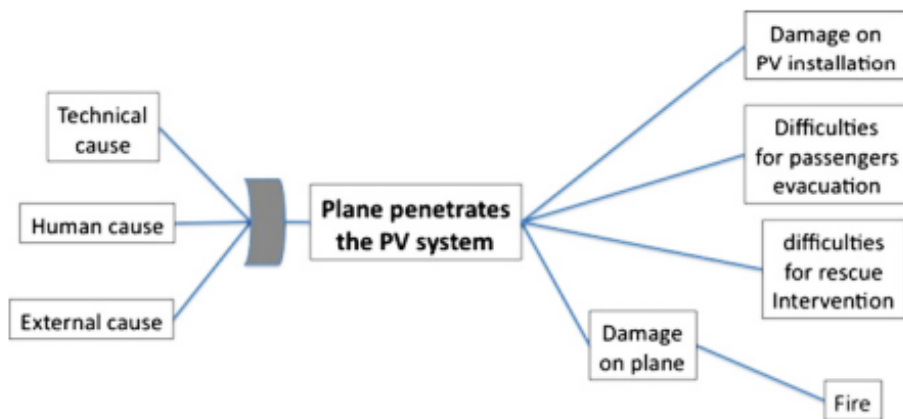 Technical
cause
Human cause
External cause
Plane penetrates
the PV system
Damage on
PV installation
Difficulties
for passengers
evacuation
difficulties
for rescue
Intervention
Damage
on plane
Fire